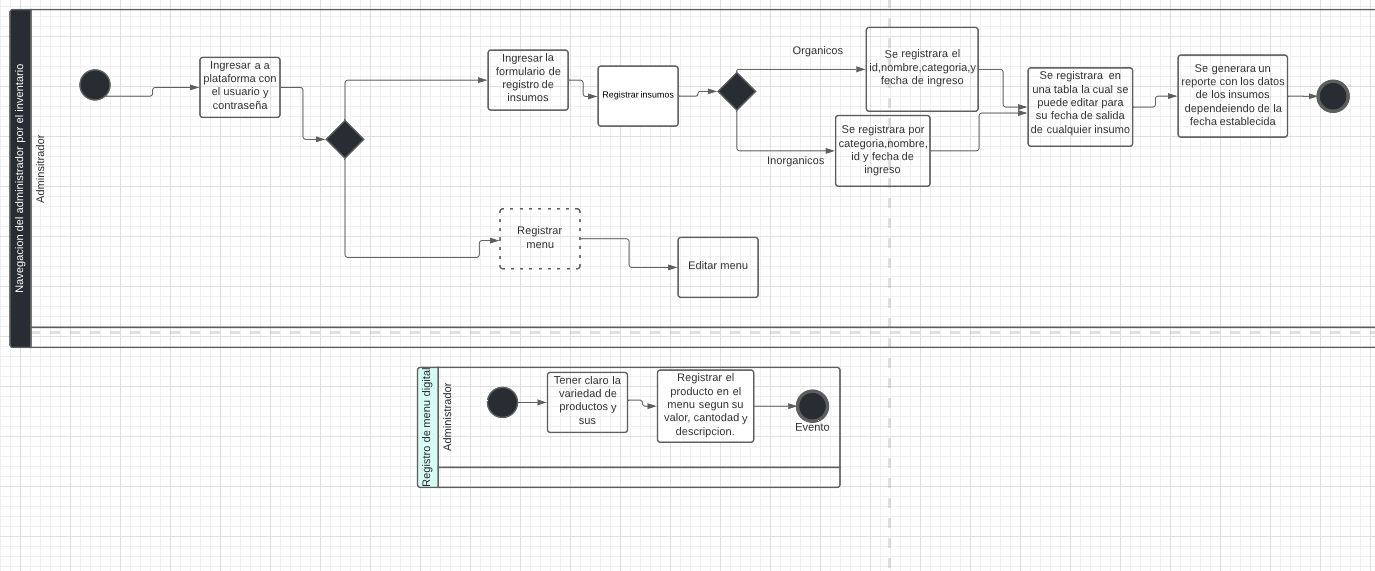 Navegacion del administrador por el inventario
Adminsitrador
Ingresar a a
plataforma con
el usuario y
contraseña
Ingresar la
formulario de
registro de
insumos
Registrar insumos
Organicos
Inorganicos
Se registrara el
id,nombre,categoria,y
fecha de ingreso
Se registrara por
categoria,nombre,
id y fecha de
ingreso
Se registrara en
una tabla la cual se
puede editar para
su fecha de salida
de cualquier insumo
Se generara un
reporte con los datos
de los insumos
dependeiendo de la
fecha establecida
Registrar
menu
Editar menu
Registro de menu digital
Administrador
Tener claro la
variedad de
productos y
sus
Registrar el
producto en el
menu segun su
valor, cantodad y
descripcion.
Evento